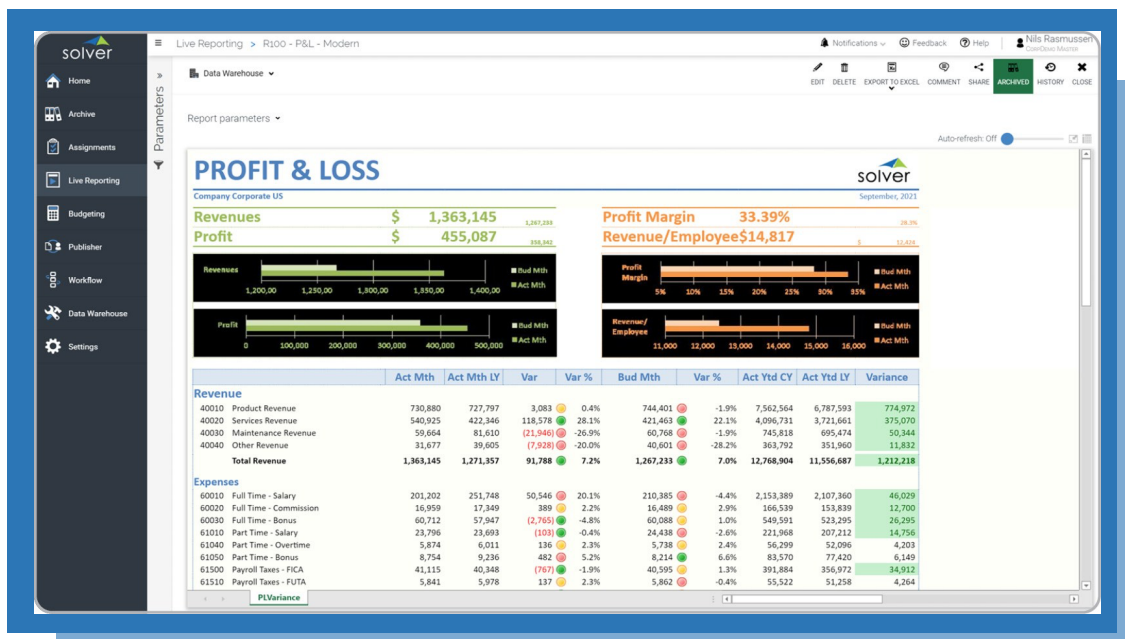 solver
Home
Archive
Assignments
Live Reporting
Budgeting
Publisher
Workflow
Data Warehouse
Settings
Live Reporting > R100 - P&L - Modern
Notifications
Feedback
Help
Nils Rasmussen
Parameters
Data Warehouse
EDIT DELETE EXPORT TO EXCEL COMMENT SHARE ARCHIVED HISTORY CLOSE
Report parameters
Auto-refresh: Off
PROFIT & LOSS
solver
Company Corporate US
September, 2021
Revenues $ 1,363,145 1,267,233
Profit $ 455,087
Profit Margin 33.39%
Revenue/Employee $14,817
Revenues
1,200,00 1,250,00 1,300,00 1,350,00 1,400,00
Bud Mth
Act Mth
Profit
Margin
5% 10% 15% 20% 25% 30% 35%
Bud Mth
Act Mth
Profit
0 100,000 200,000 300,000 400,000 500,000
Bud Mth
Act Mth
Revenue/
Employee
11,000 12,000 13,000 14,000 15,000 16,000
Bud Mth
Act Mth
Act Mth Act Mth LY Var Var % Bud Mth Var % Act Ytd CY Act Ytd LY Variance
Revenue
40010 Product Revenue 730,880 727,797 3,083 0.4% 744,401 -1.9% 7,562,564 6,787,593 774,972
40020 Services Revenue 540,925 422,346 118,578 28.1% 421,463 22.1% 4,096,731 3,721,661 375,070
40030 Maintenance Revenue 59,664 81,610 (21,946) -26.9% 60,768 -1.9% 745,818 695,474 50,344
40040 Other Revenue 31,677 39,605 (7,928) -20.0% 40,601 -28.2% 363,792 351,960 11,832
Total Revenue 1,363,145 1,271,357 91,788 7.2% 1,267,233 7.0% 12,768,904 11,556,687 1,212,218
Expenses
60010 Full Time - Salary 201,202 251,748 50,546 20.1% 210,385 -4.4% 2,153,389 2,107,360 46,029
60020 Full Time - Commission 16,959 17,349 389 2.2% 16,489 2.9% 166,539 153,839 12,700
60030 Full Time - Bonus 60,712 57,947 (2,765) -4.8% 60,088 1.0% 549,591 523,295 26,295
61010 Part Time - Salary 23,796 23,693 (103) -0.4% 24,438 -2.6% 221,968 207,212 14,756
61040 Part Time - Overtime 5,874 6,011 136 2.3% 5,738 2.4% 56,299 52,096 4,203
61050 Part Time - Bonus 8,754 9,236 482 5.2% 8,214 6.6% 83,570 77,420 6,149
61500 Payroll Taxes - FICA 41,115 40,348 (767) -1.9% 40,595 1.3% 391,884 356,972 34,912
61510 Payroll Taxes - FUTA 5,841 5,978 137 2.3% 5,862 -0.4% 55,522 51,258 4,264
PLVariance